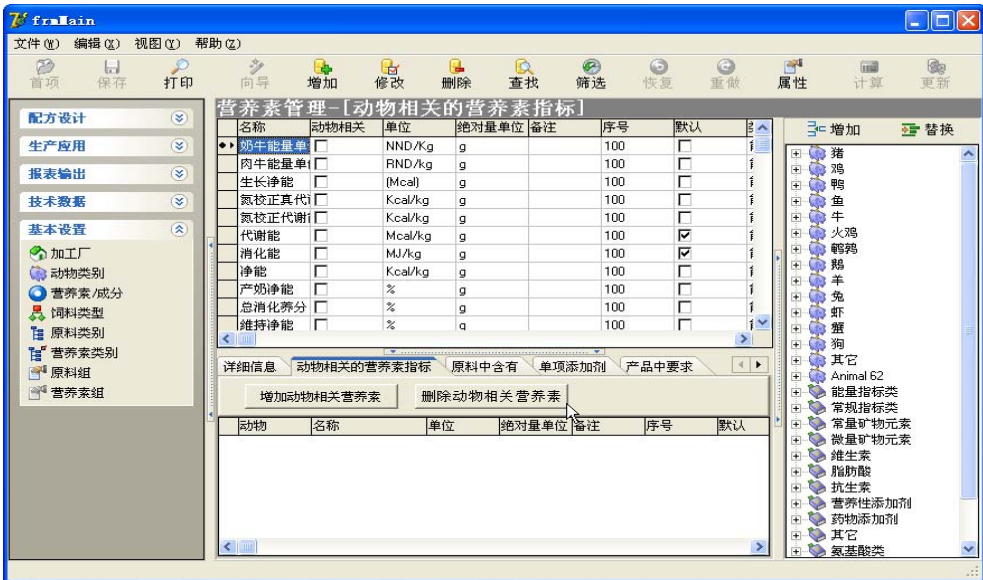 frmMain
文件(W) 编辑(X) 视图(Y) 帮助(Z)
首项 保存 打印 向导 增加 修改 删除 查找 筛选 恢复 重做 属性 计算 更新
配方设计
生产应用
报表输出
技术数据
基本设置
加工厂
动物类别
营养素/成分
饲料类型
原料类别
营养素类别
原料组
营养素组
营养素管理-[动物相关的营养素指标]
名称 动物相关 单位 绝对量单位 备注 序号 默认
奶牛能量单 NND/Kg g 100
肉牛能量单 RND/Kg g 100
生长净能 (Mcal) g 100
氮校正真代 Kcal/kg g 100
氮校正代谢 Kcal/kg g 100
代谢能 Mcal/kg g 100
消化能 MJ/kg g 100
净能 Kcal/kg g 100
产奶净能 % g 100
总消化养分 % g 100
维持净能 % g 100
详细信息 动物相关的营养素指标 原料中含有 单项添加剂 产品中要求
增加动物相关营养素 删除动物相关营养素
动物 名称 单位 绝对量单位 备注 序号 默认
增加 替换
猪
鸡
鸭
鱼
牛
火鸡
鹌鹑
鹅
羊
兔
虾
蟹
狗
其它
Animal 62
能量指标类
常规指标类
常量矿物元素
微量矿物元素
维生素
脂肪酸
抗生素
营养性添加剂
药物添加剂
其它
氨基酸类